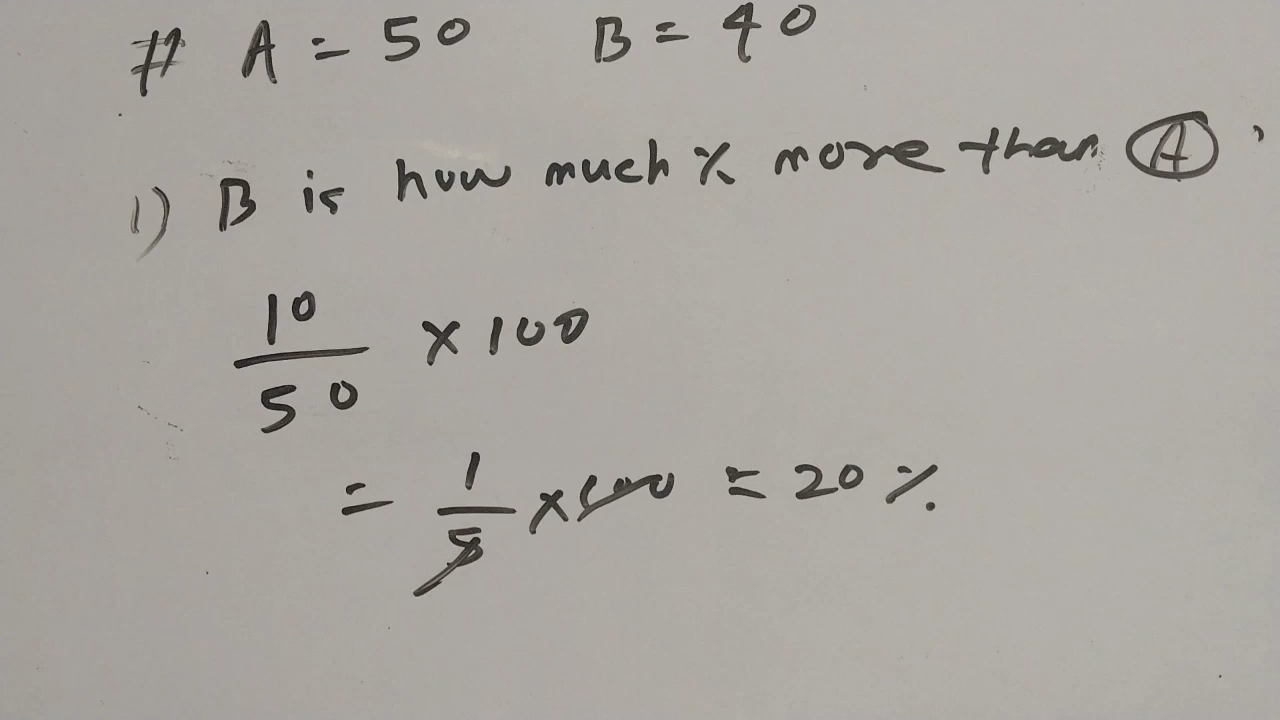 # A = 50 B = 40
1) B is how much % more than A
10
50
× 100
= 1
5
× 100 = 20 %.